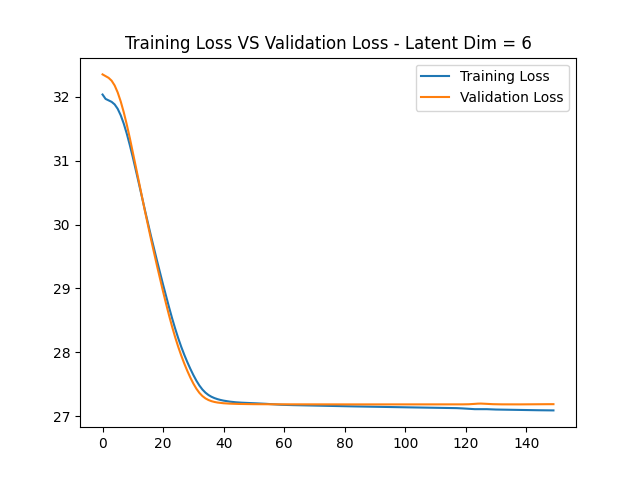 Training Loss VS Validation Loss - Latent Dim = 6
Training Loss
Validation Loss
32
31
30
29
28
27
0 20 40 60 80 100 120 140